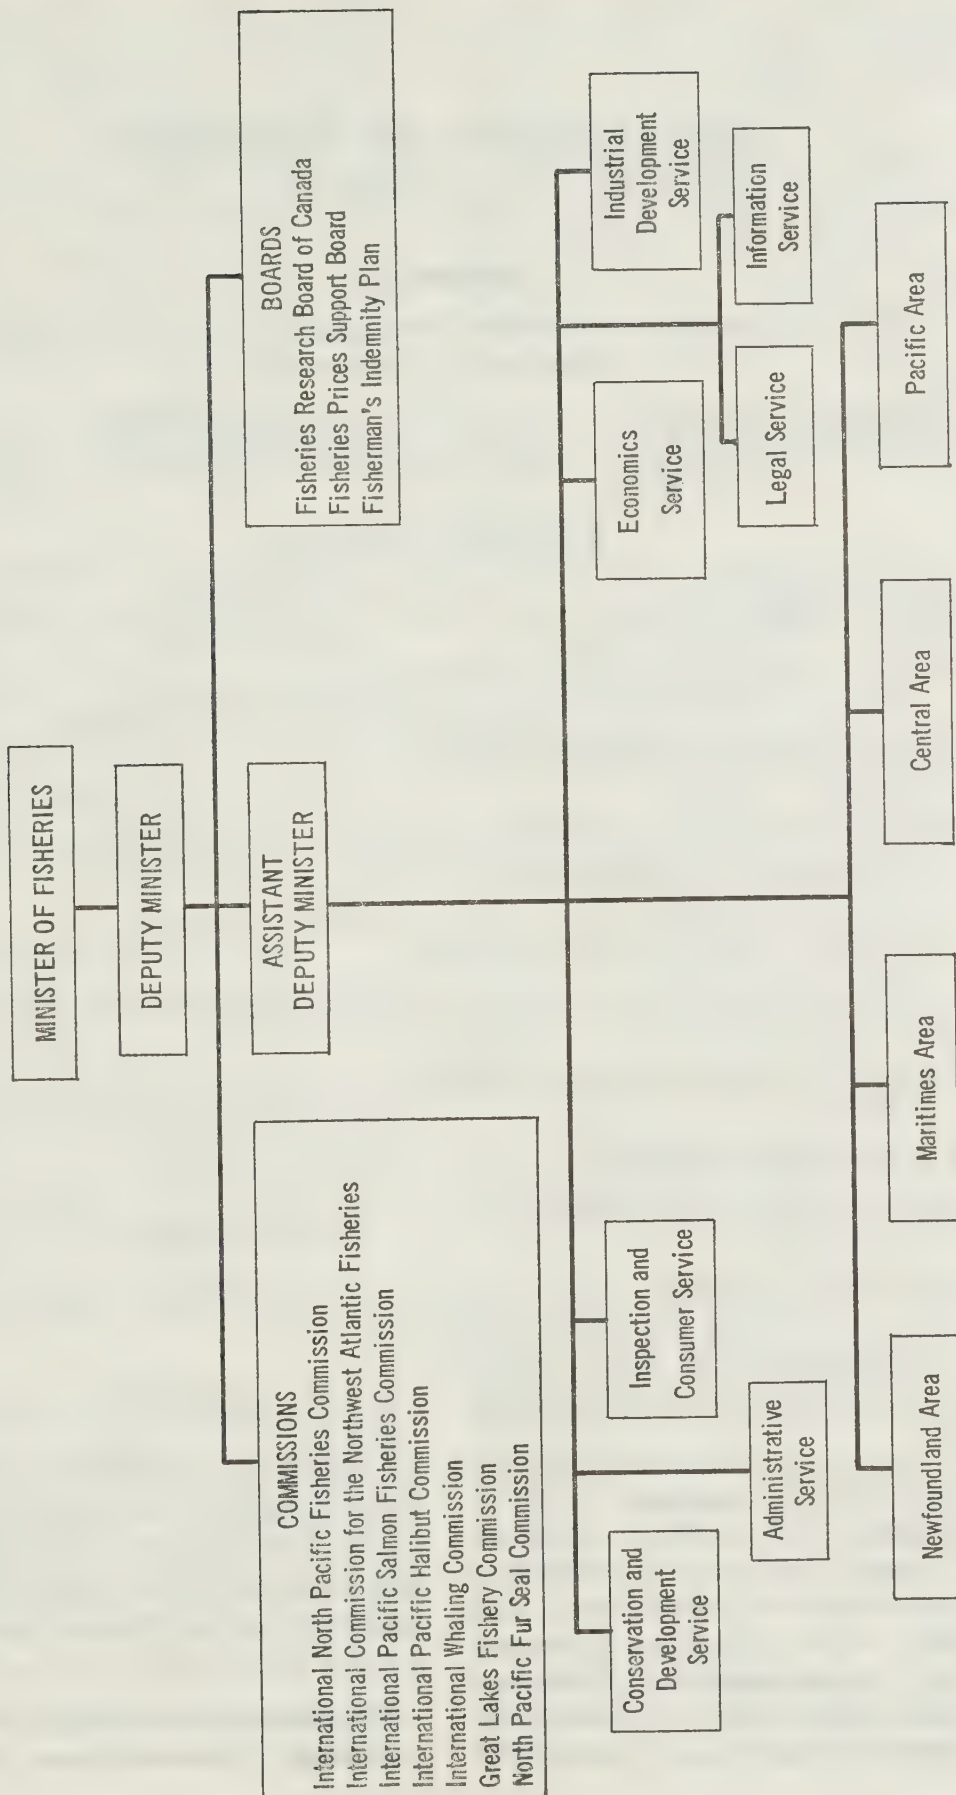 MINISTER OF FISHERIES
DEPUTY MINISTER
COMMISSIONS
International North Pacific Fisheries Commission
International Commission for the Northwest Atlantic Fisheries
International Pacific Salmon Fisheries Commission
International Pacific Halibut Commission
International Whaling Commission
Great Lakes Fishery Commission
North Pacific Fur Seal Commission
ASSISTANT
DEPUTY MINISTER
BOARDS
Fisheries Research Board of Canada
Fisheries Prices Support Board
Fisherman's Indemnity Plan
Conservation and
Development
Service
Inspection and
Consumer Service
Economics
Service
Industrial
Development
Service
Administrative
Service
Legal Service
Information
Service
Newfoundland Area
Maritimes Area
Central Area
Pacific Area